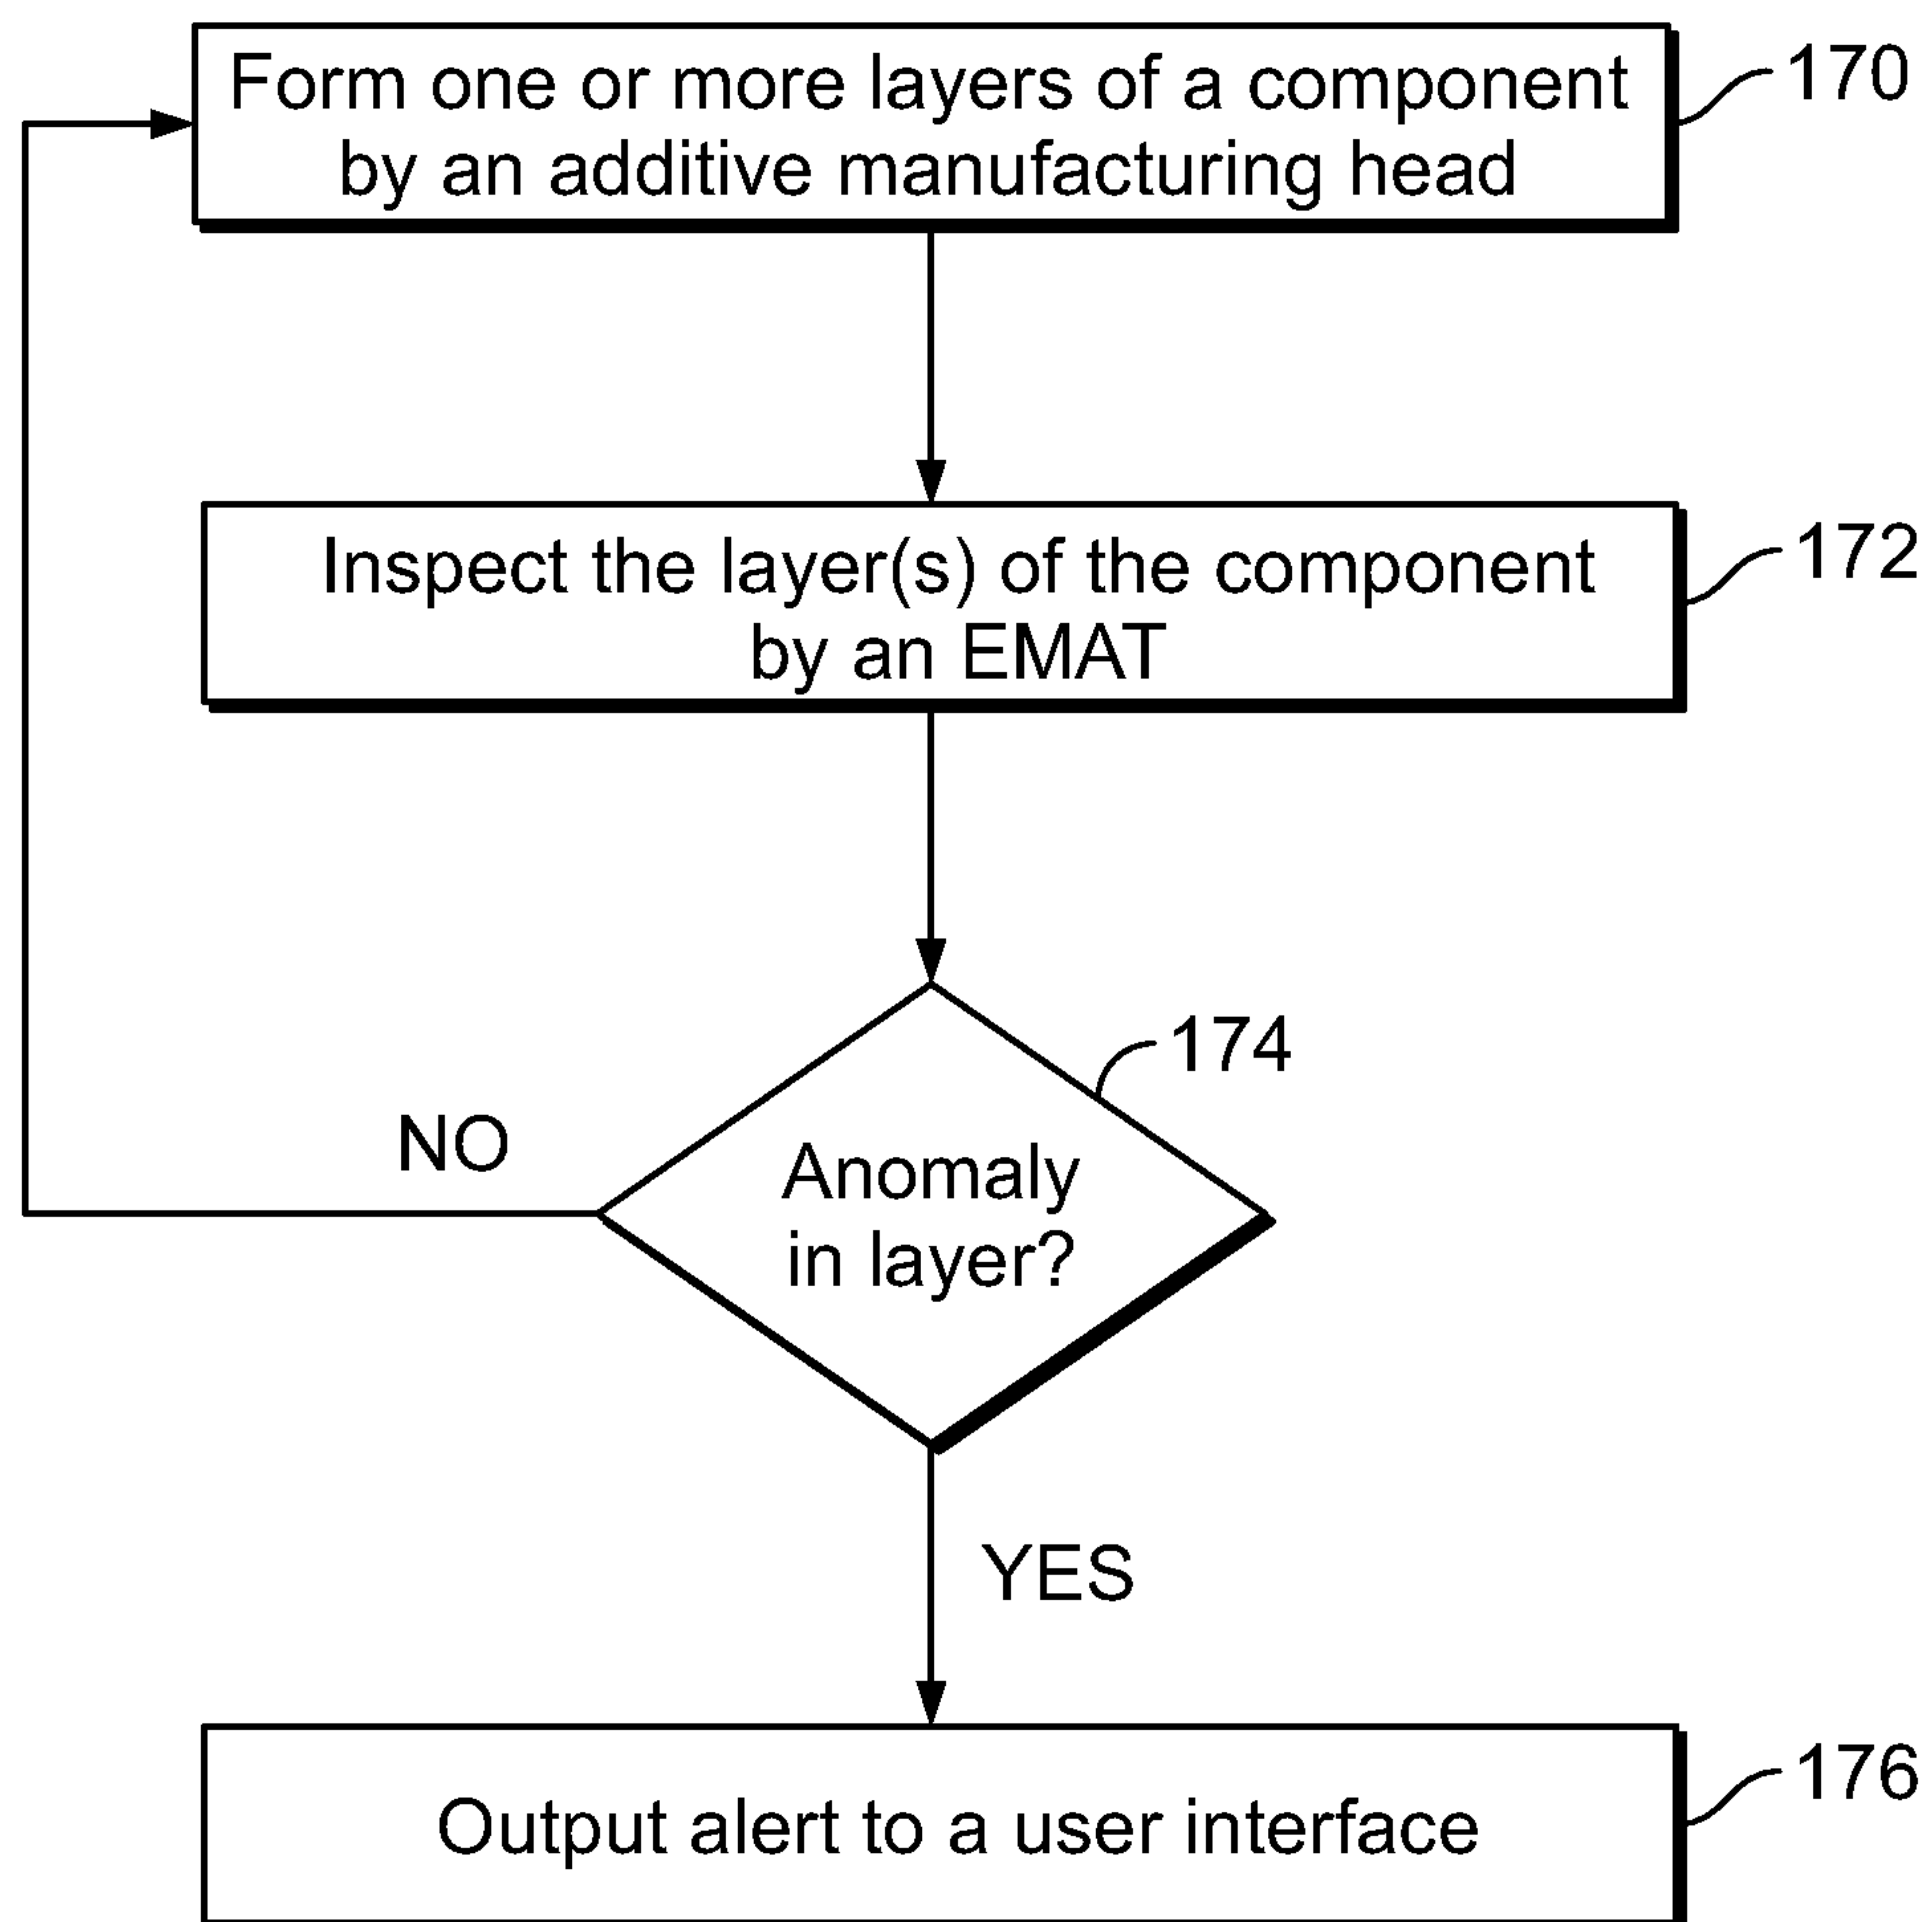 Form one or more layers of a component
by an additive manufacturing head
170
Inspect the layer(s) of the component
by an EMAT
172
174
NO
Anomaly
in layer?
YES
176
Output alert to a user interface